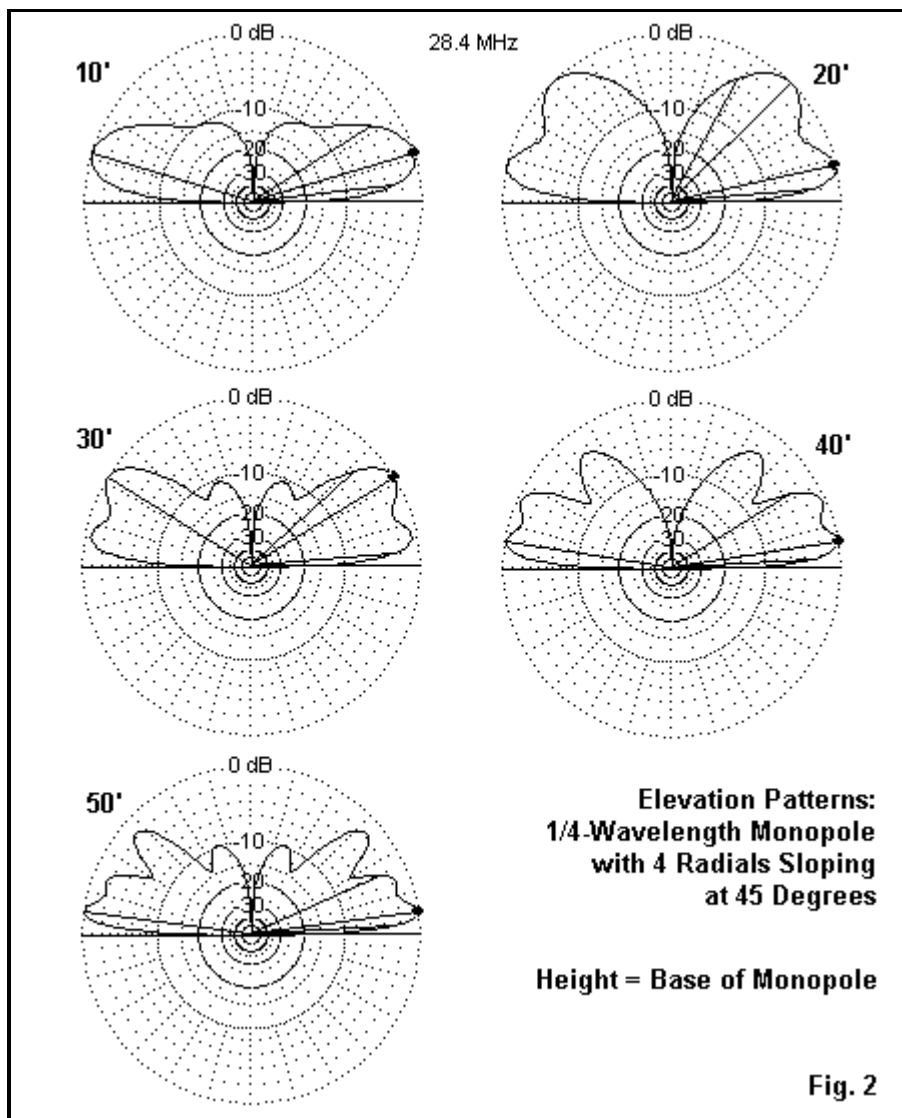 0 dB
28.4 MHz
0 dB
10'
20'
-10
-10
20
20
30
30
0 dB
0 dB
30'
40'
-10
-10
20
20
30
30
0 dB
50'
-10
20
30
Elevation Patterns:
1/4-Wavelength Monopole
with 4 Radials Sloping
at 45 Degrees
Height = Base of Monopole
Fig. 2